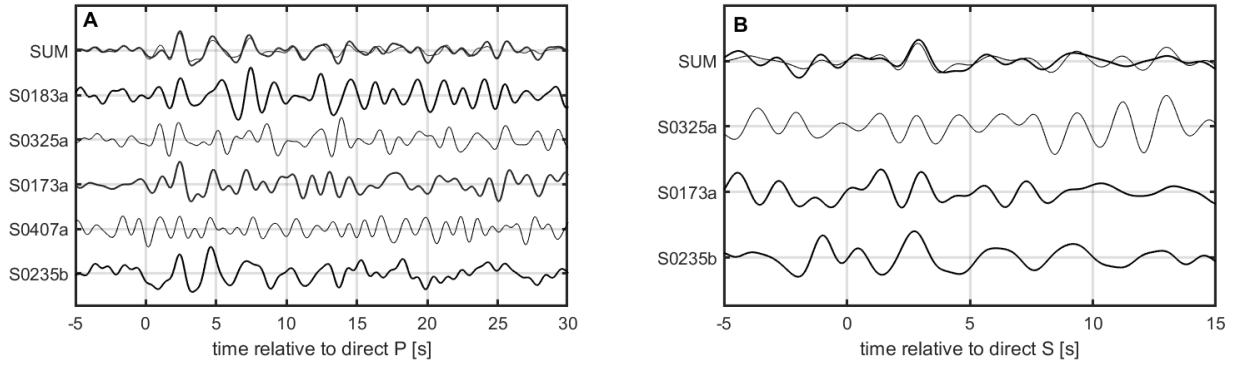 A
SUM
S0183a
S0325a
S0173a
S0407a
S0235b
-5 0 5 10 15 20 25 30
time relative to direct P [s]
B
SUM
S0325a
S0173a
S0235b
-5 0 5 10 15
time relative to direct S [s]